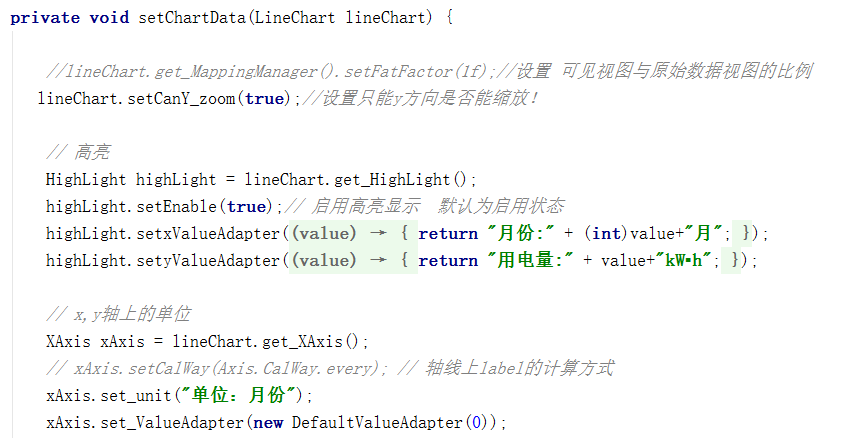 private void setChartData(LineChart lineChart) {
//lineChart.get_MappingManager().setFatFactor(1f);//设置 可见视图与原始数据视图的比例
lineChart.setCanY_zoom(true);//设置只能y方向是否能缩放！
// 高亮
HighLight highLight = lineChart.get_HighLight();
highLight.setEnable(true);// 启用高亮显示  默认为启用状态
highLight.setxValueAdapter((value) → { return "月份:" + (int)value+"月"; });
highLight.setyValueAdapter((value) → { return "用电量:" + value+"kW•h"; });
// x,y轴上的单位
XAxis xAxis = lineChart.get_XAxis();
// xAxis.setCalWay(Axis.CalWay.every); // 轴线上label的计算方式
xAxis.set_unit("单位：月份");
xAxis.set_ValueAdapter(new DefaultValueAdapter(0));